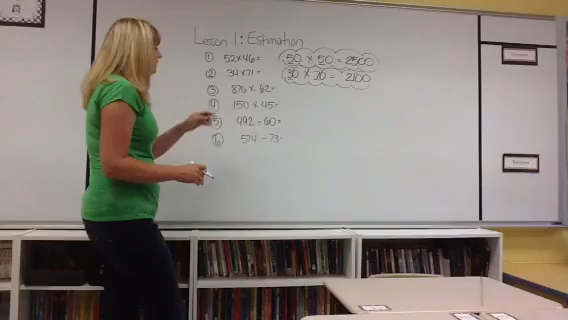 Lesson 1: Estimation
① 52×46= 50 × 50 = 2500
② 34×71= 30 × 70 = 2100
③ 876 × 62=
④ 150 × 45=
⑤ 492 ÷ 60=
⑥ 574 ÷ 73=